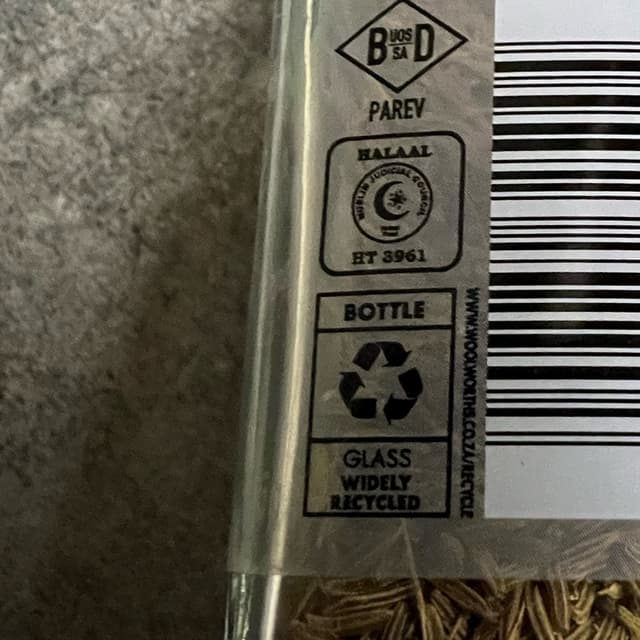 B UOS SA D
PAREV
HALAAL
MUSLIM JUDICIAL COUNCIL
HT 3961
BOTTLE
GLASS
WIDELY
RECYCLED
WWW.WOOLWORTHS.CO.ZA/RECYCLE